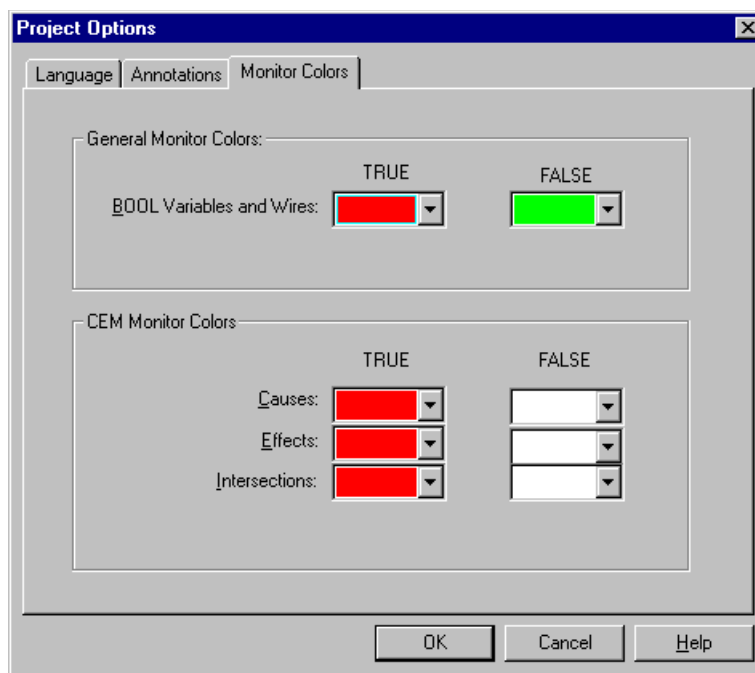 Project Options
Language Annotations Monitor Colors
General Monitor Colors:
TRUE FALSE
BOOL Variables and Wires:
CEM Monitor Colors
TRUE FALSE
Causes:
Effects:
Intersections:
OK Cancel Help